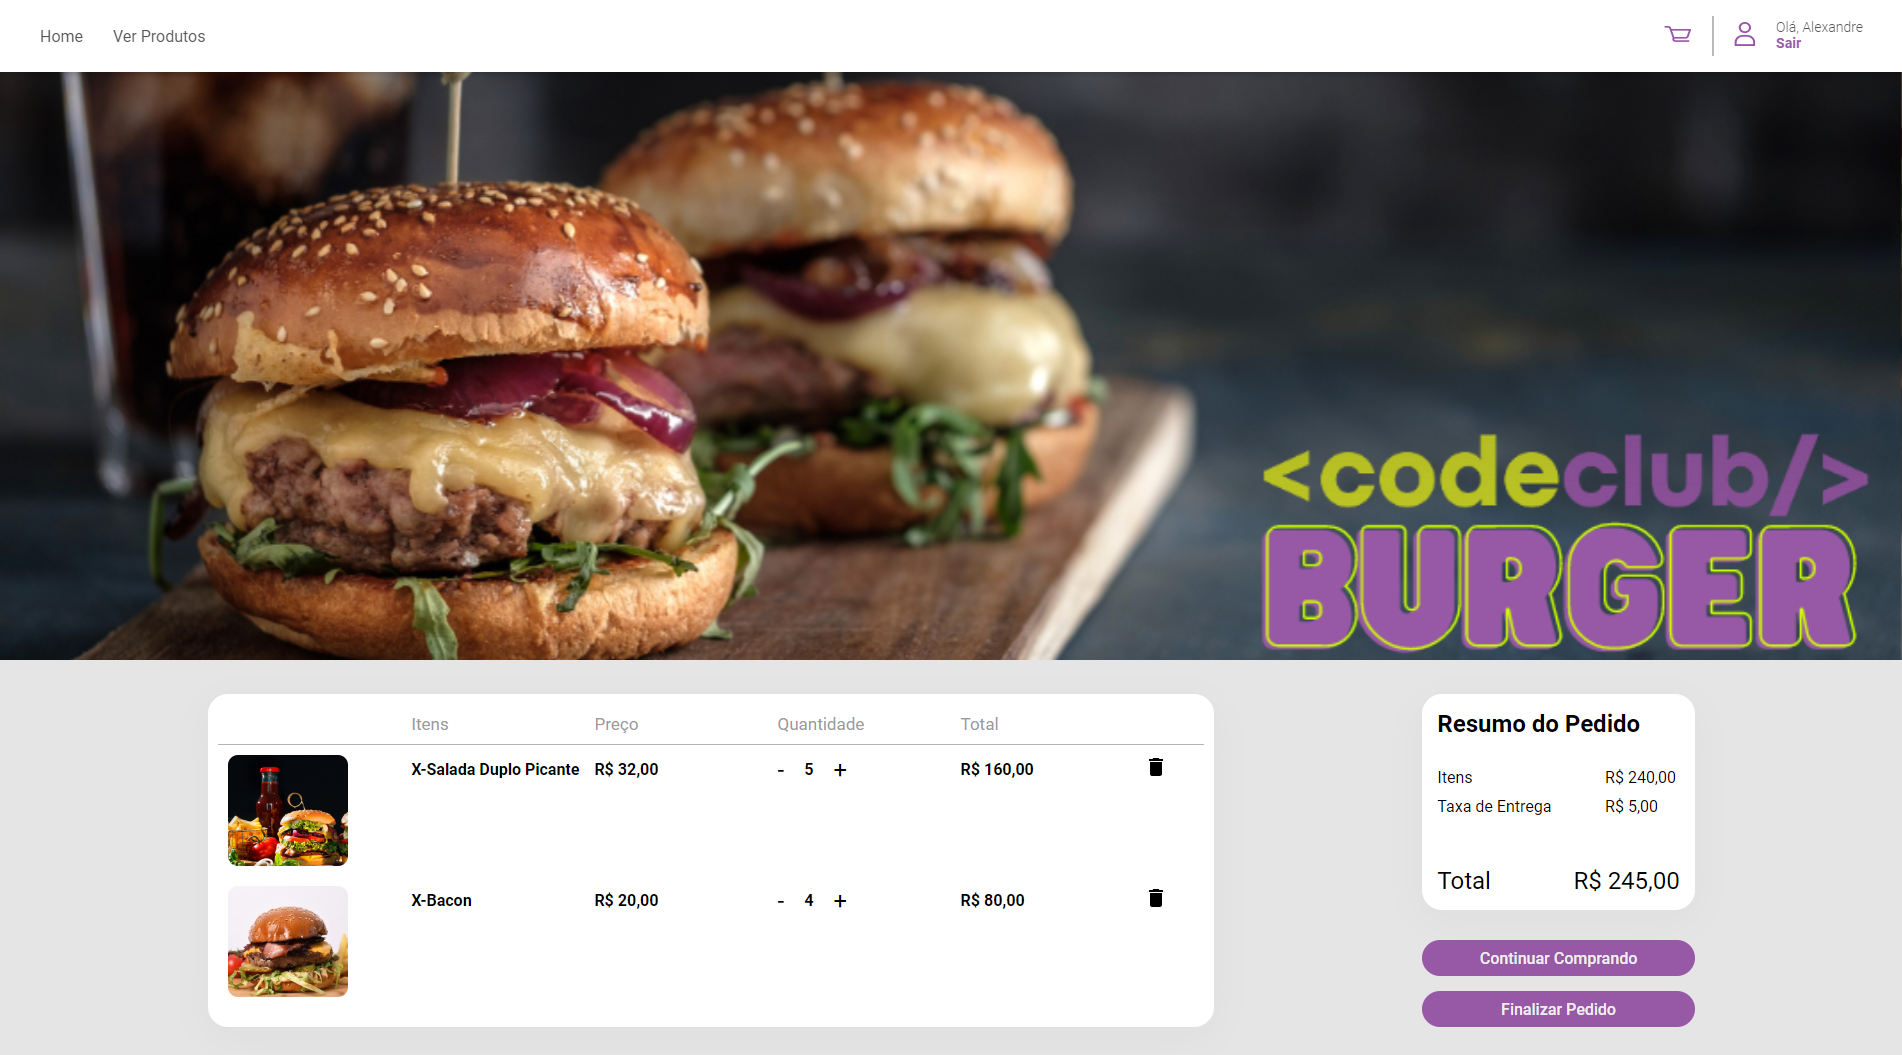 Home Ver Produtos
Olá, Alexandre
Sair
<codeclub/>
BURGER
Itens Preço Quantidade Total
X-Salada Duplo Picante R$ 32,00 - 5 + R$ 160,00
X-Bacon R$ 20,00 - 4 + R$ 80,00
Resumo do Pedido
Itens R$ 240,00
Taxa de Entrega R$ 5,00
Total R$ 245,00
Continuar Comprando
Finalizar Pedido